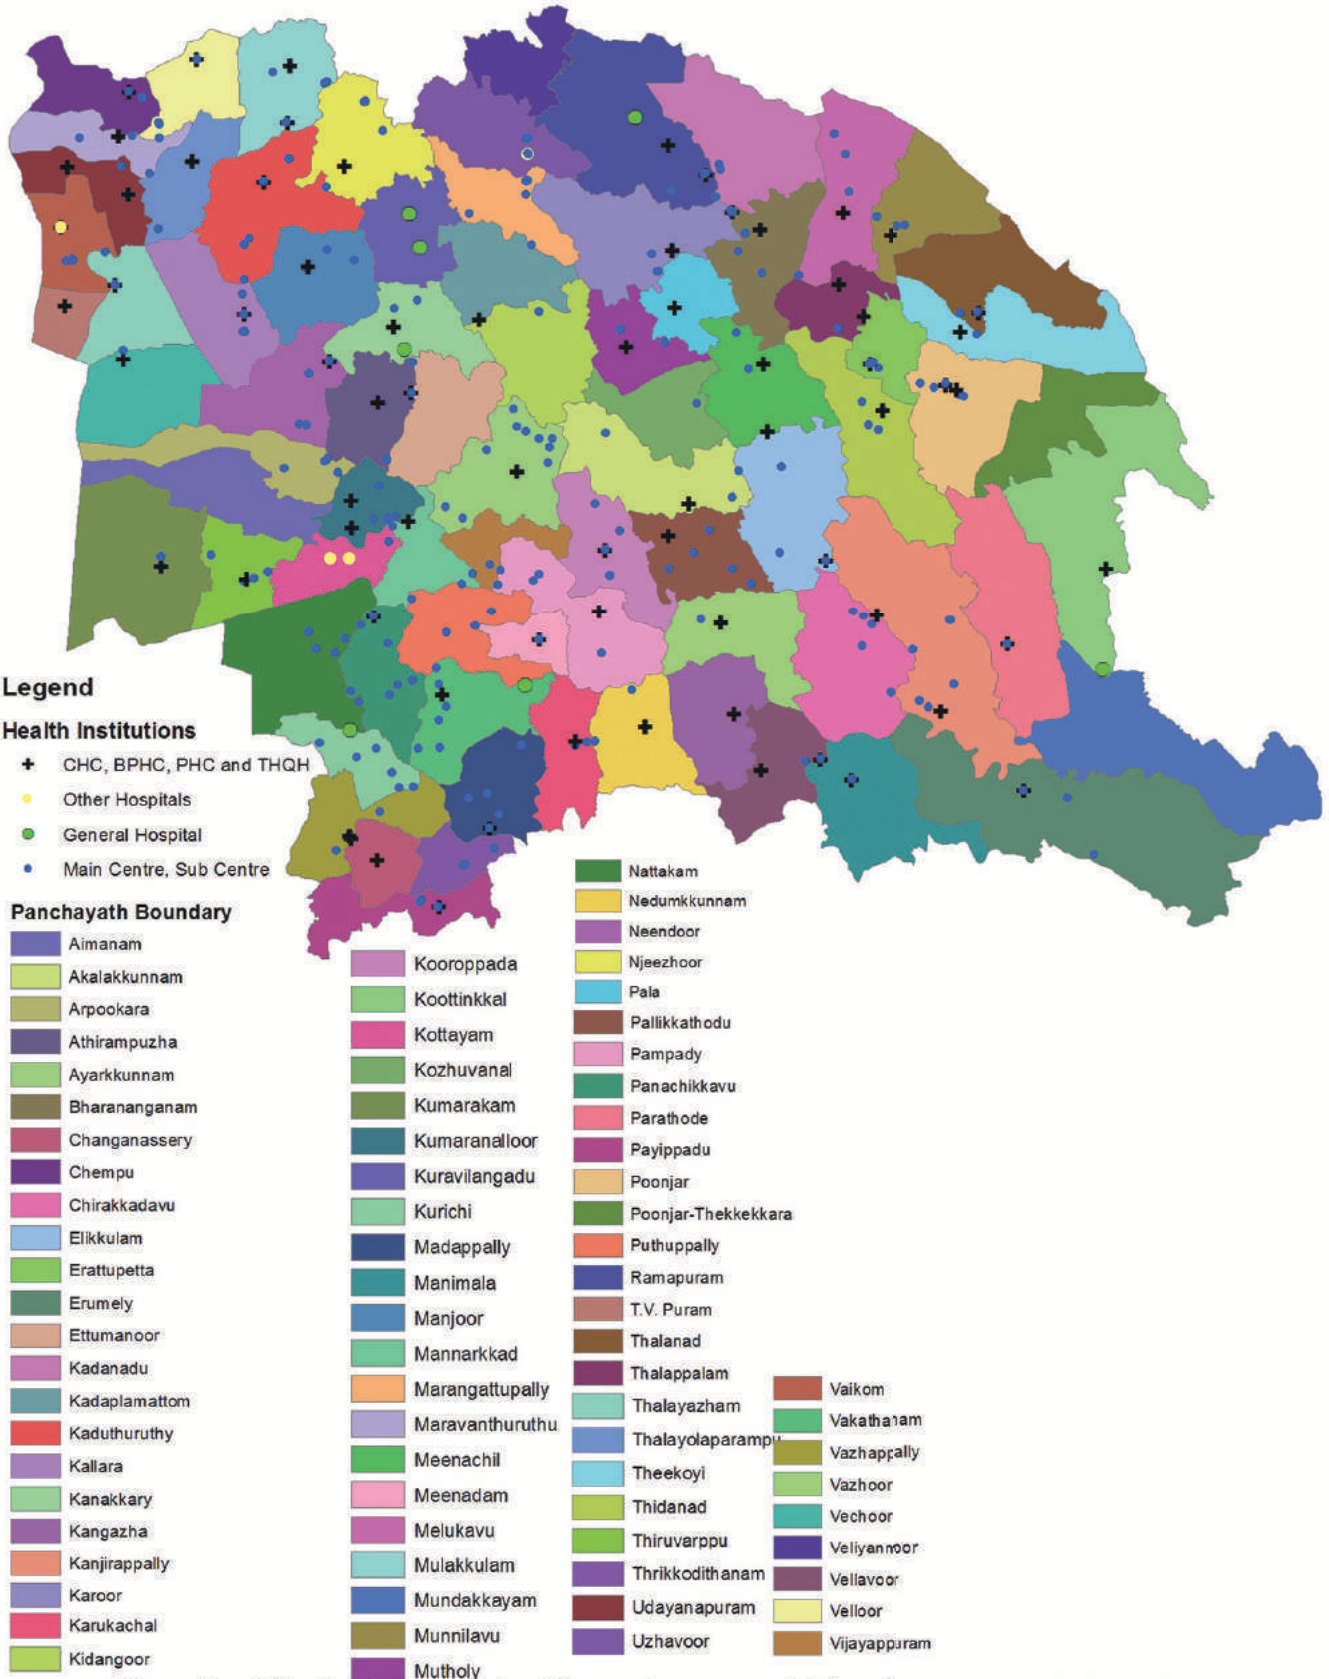 Legend
Health Institutions
CHC, BPHC, PHC and THQH
Other Hospitals
General Hospital
Main Centre, Sub Centre
Panchayath Boundary
Aimanam
Akalakkunnam
Arpookara
Athirampuzha
Ayarkkunnam
Bharananganam
Changanassery
Chempu
Chirakkadavu
Elikkulam
Erattupetta
Erumely
Ettumanoor
Kadanadu
Kadaplamattom
Kaduthuruthy
Kallara
Kanakkary
Kangazha
Kanjirappally
Karoor
Karukachal
Kidangoor
Kooroppada
Koottinkkal
Kottayam
Kozhuvanal
Kumarakam
Kumaranalloor
Kuravilangadu
Kurichi
Madappally
Manimala
Manjoor
Mannarkkad
Marangattupally
Maravanthuruthu
Meenachil
Meenadam
Melukavu
Mulakkulam
Mundakkayam
Munnilavu
Mutholy
Nattakam
Nedumkkunnam
Neendoor
Njeezhoor
Pala
Pallikkathodu
Pampady
Panachikkavu
Parathode
Payippadu
Poonjar
Poonjar-Thekkekkara
Puthuppally
Ramapuram
T.V. Puram
Thalanad
Thalappalam
Thalayazham
Thalayolaparampu
Theekoyi
Thidanad
Thiruvarppu
Thrikkodithanam
Udayanapuram
Uzhavoor
Vaikom
Vakathanam
Vazhappally
Vazhoor
Vechoor
Veliyannoor
Vellavoor
Velloor
Vijayappuram